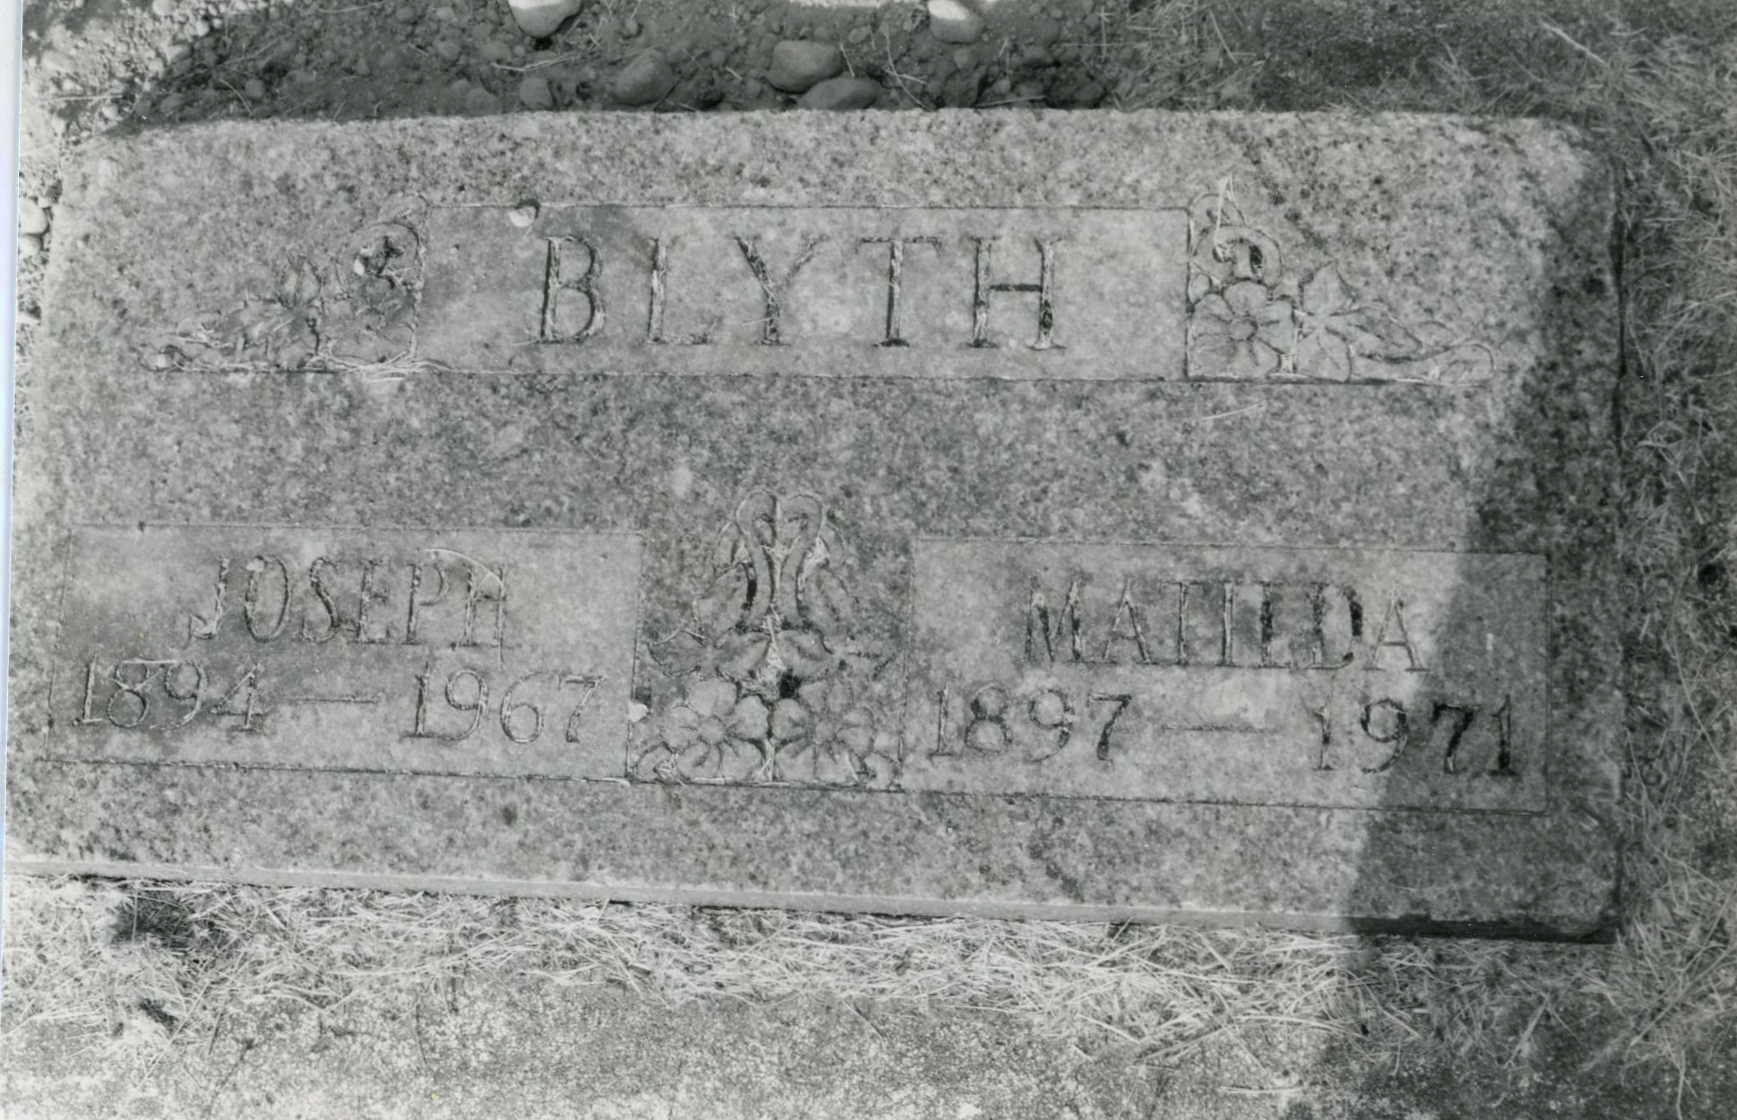 BLYTH
JOSEPH
1894 — 1967
MATILDA
1897 — 1971